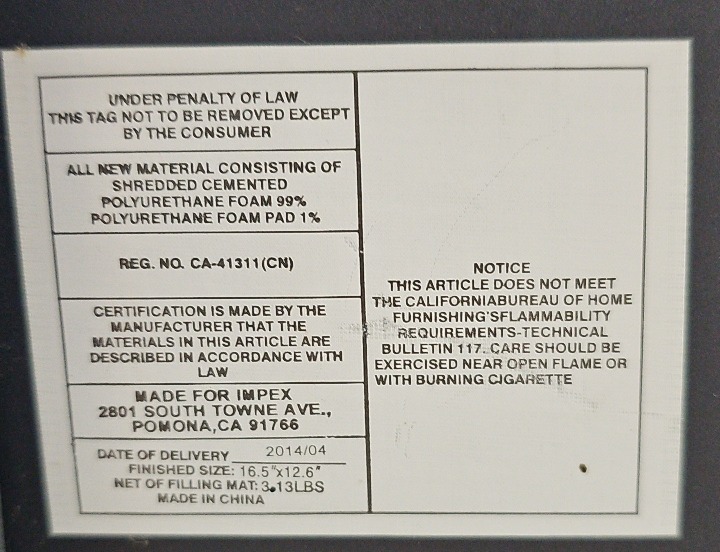 UNDER PENALTY OF LAW
THIS TAG NOT TO BE REMOVED EXCEPT
BY THE CONSUMER
ALL NEW MATERIAL CONSISTING OF
SHREDDED CEMENTED
POLYURETHANE FOAM 99%
POLYURETHANE FOAM PAD 1%
REG. NO. CA-41311(CN)
CERTIFICATION IS MADE BY THE
MANUFACTURER THAT THE
MATERIALS IN THIS ARTICLE ARE
DESCRIBED IN ACCORDANCE WITH
LAW
MADE FOR IMPEX
2801 SOUTH TOWNE AVE.,
POMONA,CA 91766
DATE OF DELIVERY 2014/04
FINISHED SIZE: 16.5"x12.6"
NET OF FILLING MAT: 3.13LBS
MADE IN CHINA
NOTICE
THIS ARTICLE DOES NOT MEET
THE CALIFORNIABUREAU OF HOME
FURNISHING'SFLAMMABILITY
REQUIREMENTS-TECHNICAL
BULLETIN 117. CARE SHOULD BE
EXERCISED NEAR OPEN FLAME OR
WITH BURNING CIGARETTE